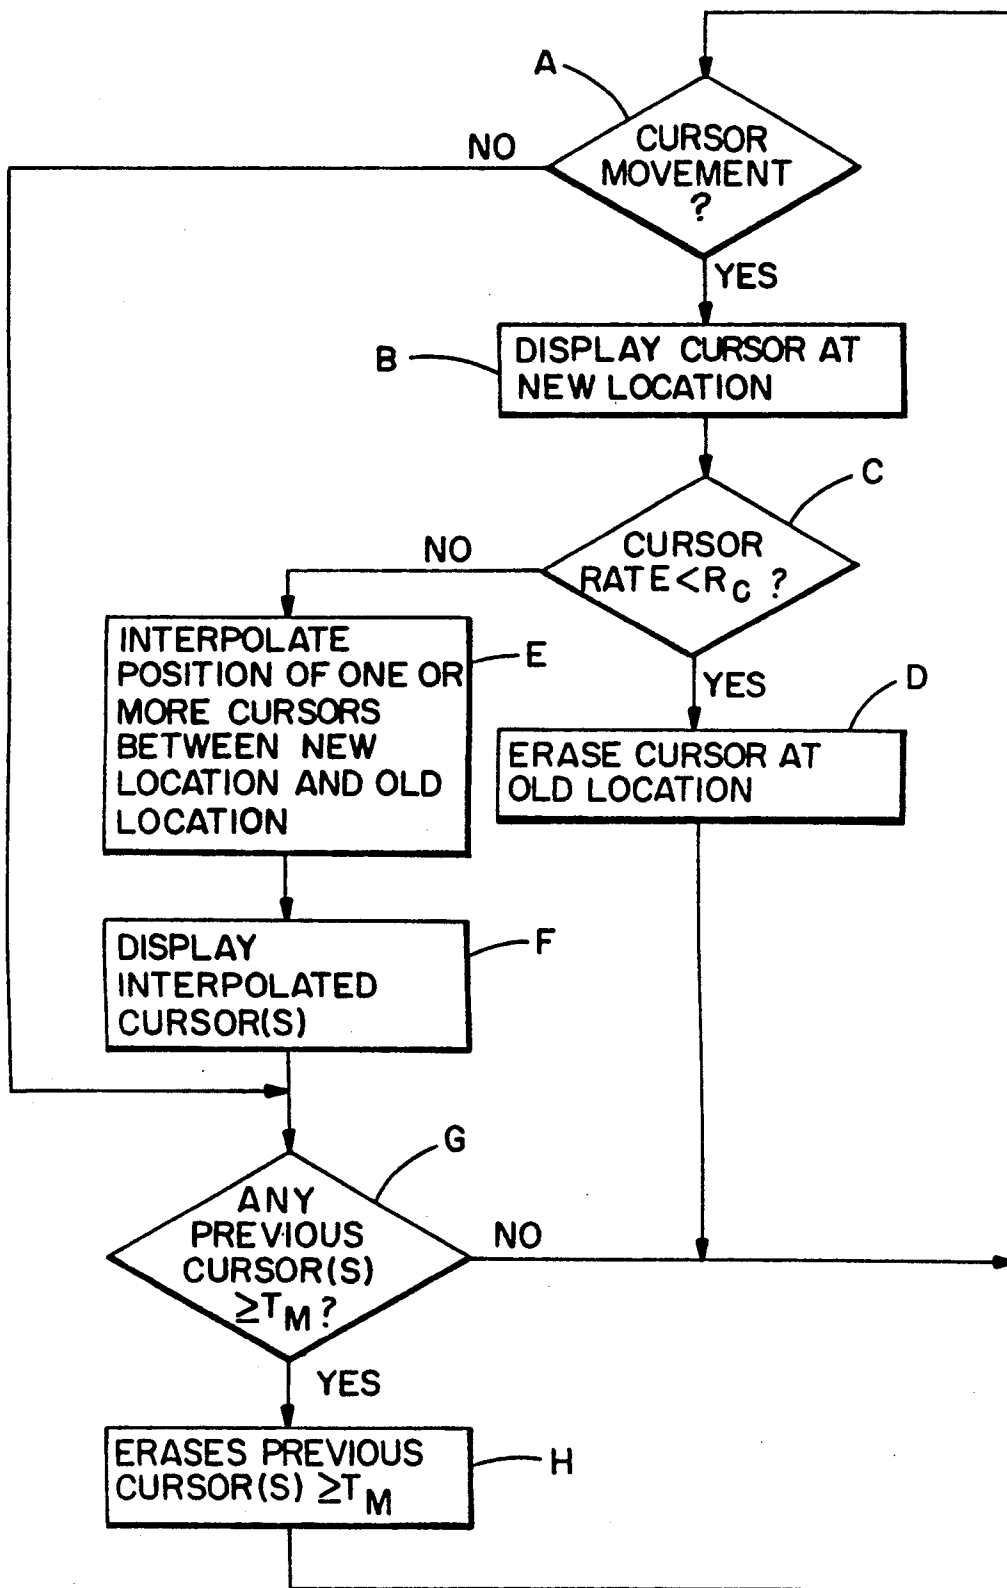 A
CURSOR
MOVEMENT
?
NO
YES
B
DISPLAY CURSOR AT
NEW LOCATION
C
CURSOR
RATE<RC ?
NO
YES
INTERPOLATE
POSITION OF ONE OR
MORE CURSORS
BETWEEN NEW
LOCATION AND OLD
LOCATION
E
D
ERASE CURSOR AT
OLD LOCATION
DISPLAY
INTERPOLATED
CURSOR(S)
F
G
ANY
PREVIOUS
CURSOR(S)
≥TM?
NO
YES
ERASES PREVIOUS
CURSOR(S) ≥TM
H